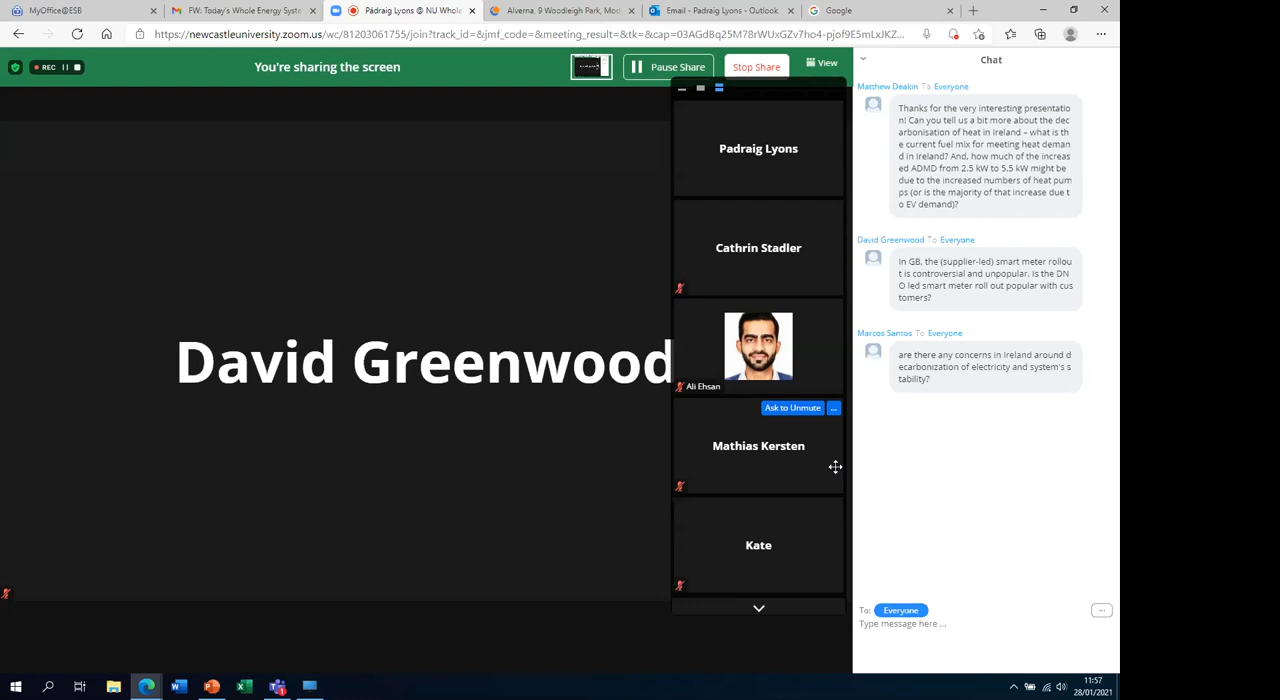 MyOffice@ESB
FW: Today's Whole Energy Syste
Pádraig Lyons @ NU Whole
Alverna, 9 Woodleigh Park, Mod
Email - Padraig Lyons - Outlook
Google
https://newcastleuniversity.zoom.us/wc/81203061755/join?track_id=&jmf_code=&meeting_result=&tk=&cap=03AGdBq25M78rWUxGZv7ho4-pjof9E5mLxJKZ...
REC
You're sharing the screen
Pause Share
Stop Share
View
David Greenwood
Padraig Lyons
Cathrin Stadler
Ali Ehsan
Ask to Unmute
...
Mathias Kersten
Kate
Chat
Matthew Deakin To Everyone
Thanks for the very interesting presentatio
n! Can you tell us a bit more about the dec
arbonisation of heat in Ireland – what is th
e current fuel mix for meeting heat deman
d in Ireland? And, how much of the increas
ed ADMD from 2.5 kW to 5.5 kW might be
due to the increased numbers of heat pum
ps (or is the majority of that increase due t
o EV demand)?
David Greenwood To Everyone
In GB, the (supplier-led) smart meter rollou
t is controversial and unpopular. Is the DN
O led smart meter roll out popular with cus
tomers?
Marcos Santos To Everyone
are there any concerns in Ireland around d
ecarbonization of electricity and system's s
tability?
To: Everyone
...
Type message here ...
11:57
28/01/2021